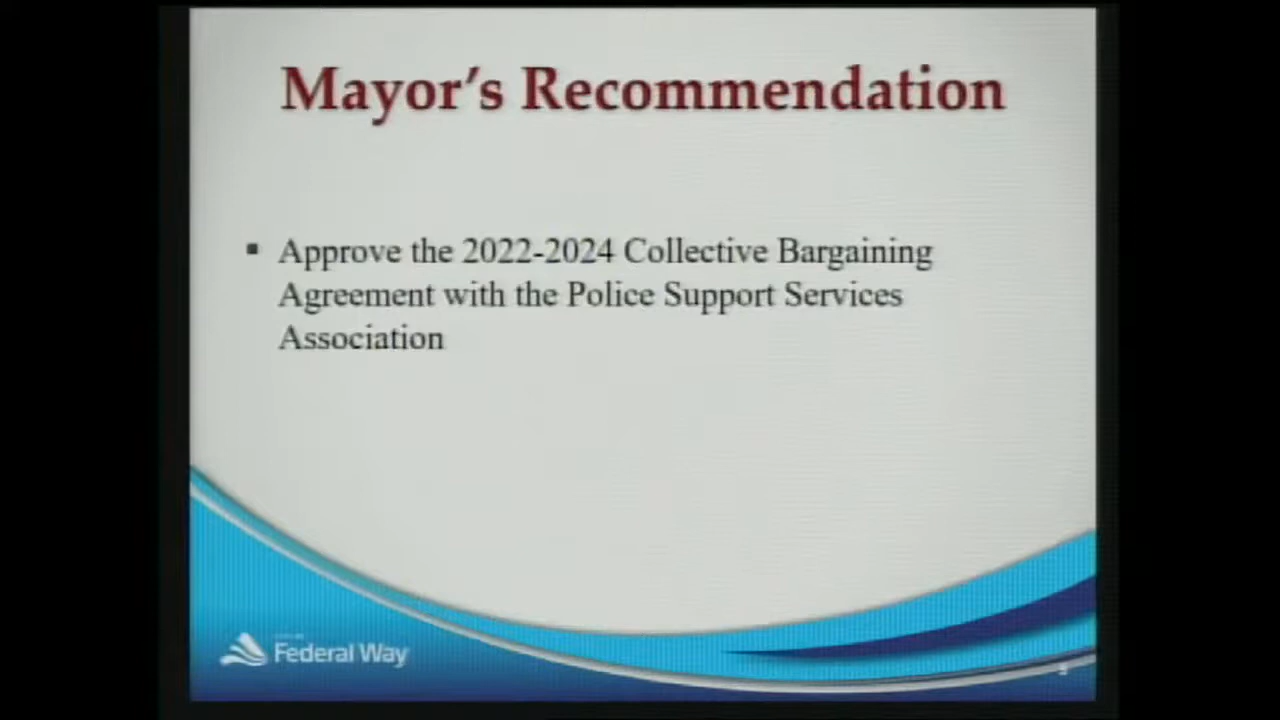 Mayor's Recommendation
▪ Approve the 2022-2024 Collective Bargaining
Agreement with the Police Support Services
Association
Federal Way